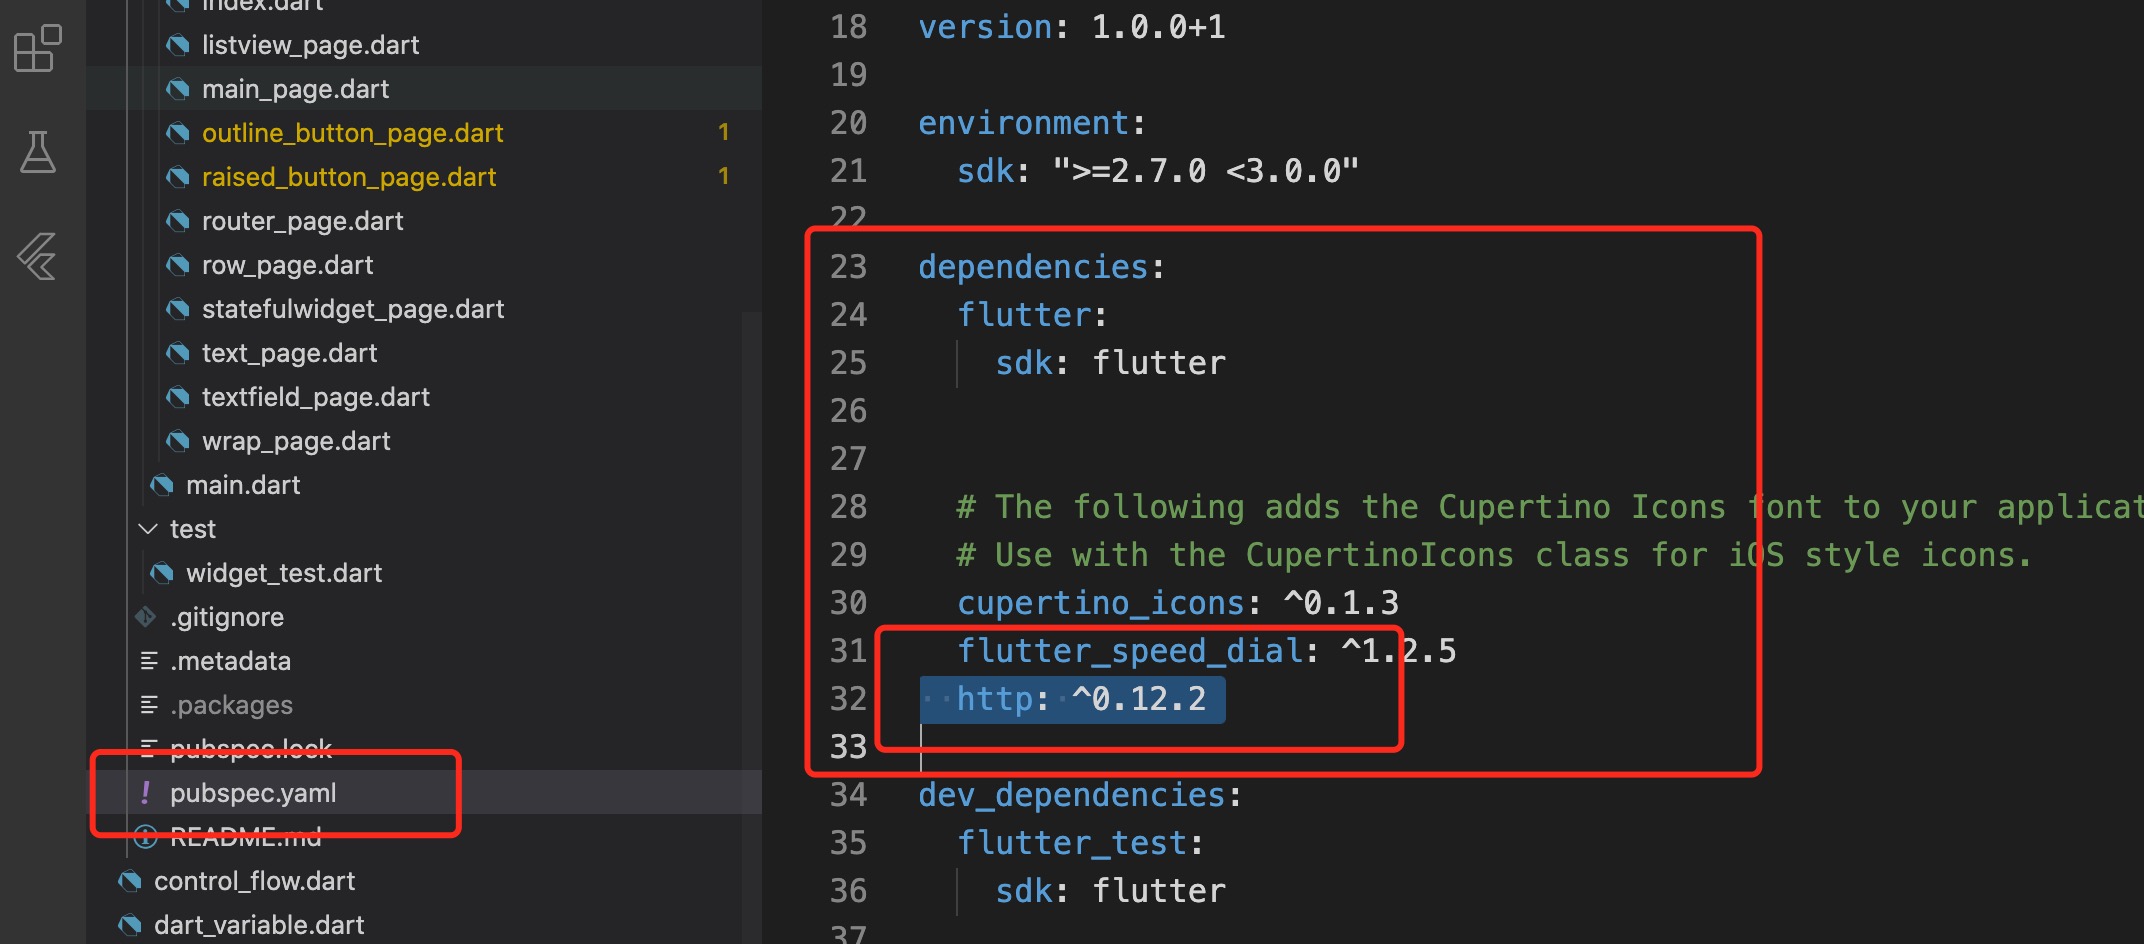 index.dart
listview_page.dart
main_page.dart
outline_button_page.dart 1
raised_button_page.dart 1
router_page.dart
row_page.dart
statefulwidget_page.dart
text_page.dart
textfield_page.dart
wrap_page.dart
main.dart
test
widget_test.dart
.gitignore
.metadata
.packages
pubspec.lock
! pubspec.yaml
README.md
control_flow.dart
dart_variable.dart
18 version: 1.0.0+1
19
20 environment:
21 sdk: ">=2.7.0 <3.0.0"
22
23 dependencies:
24 flutter:
25 sdk: flutter
26
27
28 # The following adds the Cupertino Icons font to your applicat
29 # Use with the CupertinoIcons class for iOS style icons.
30 cupertino_icons: ^0.1.3
31 flutter_speed_dial: ^1.2.5
32 http: ^0.12.2
33
34 dev_dependencies:
35 flutter_test:
36 sdk: flutter
37